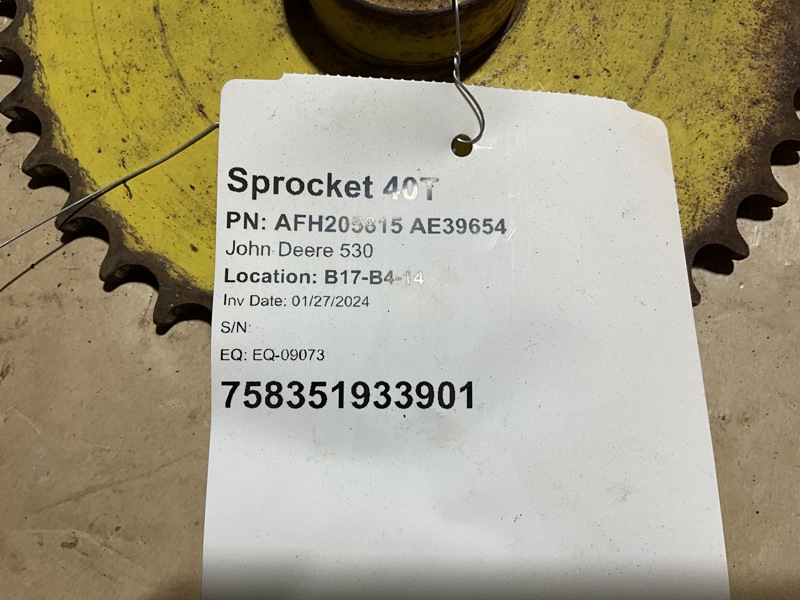 Sprocket 40T
PN: AFH205815 AE39654
John Deere 530
Location: B17-B4-14
Inv Date: 01/27/2024
S/N:
EQ: EQ-09073
758351933901